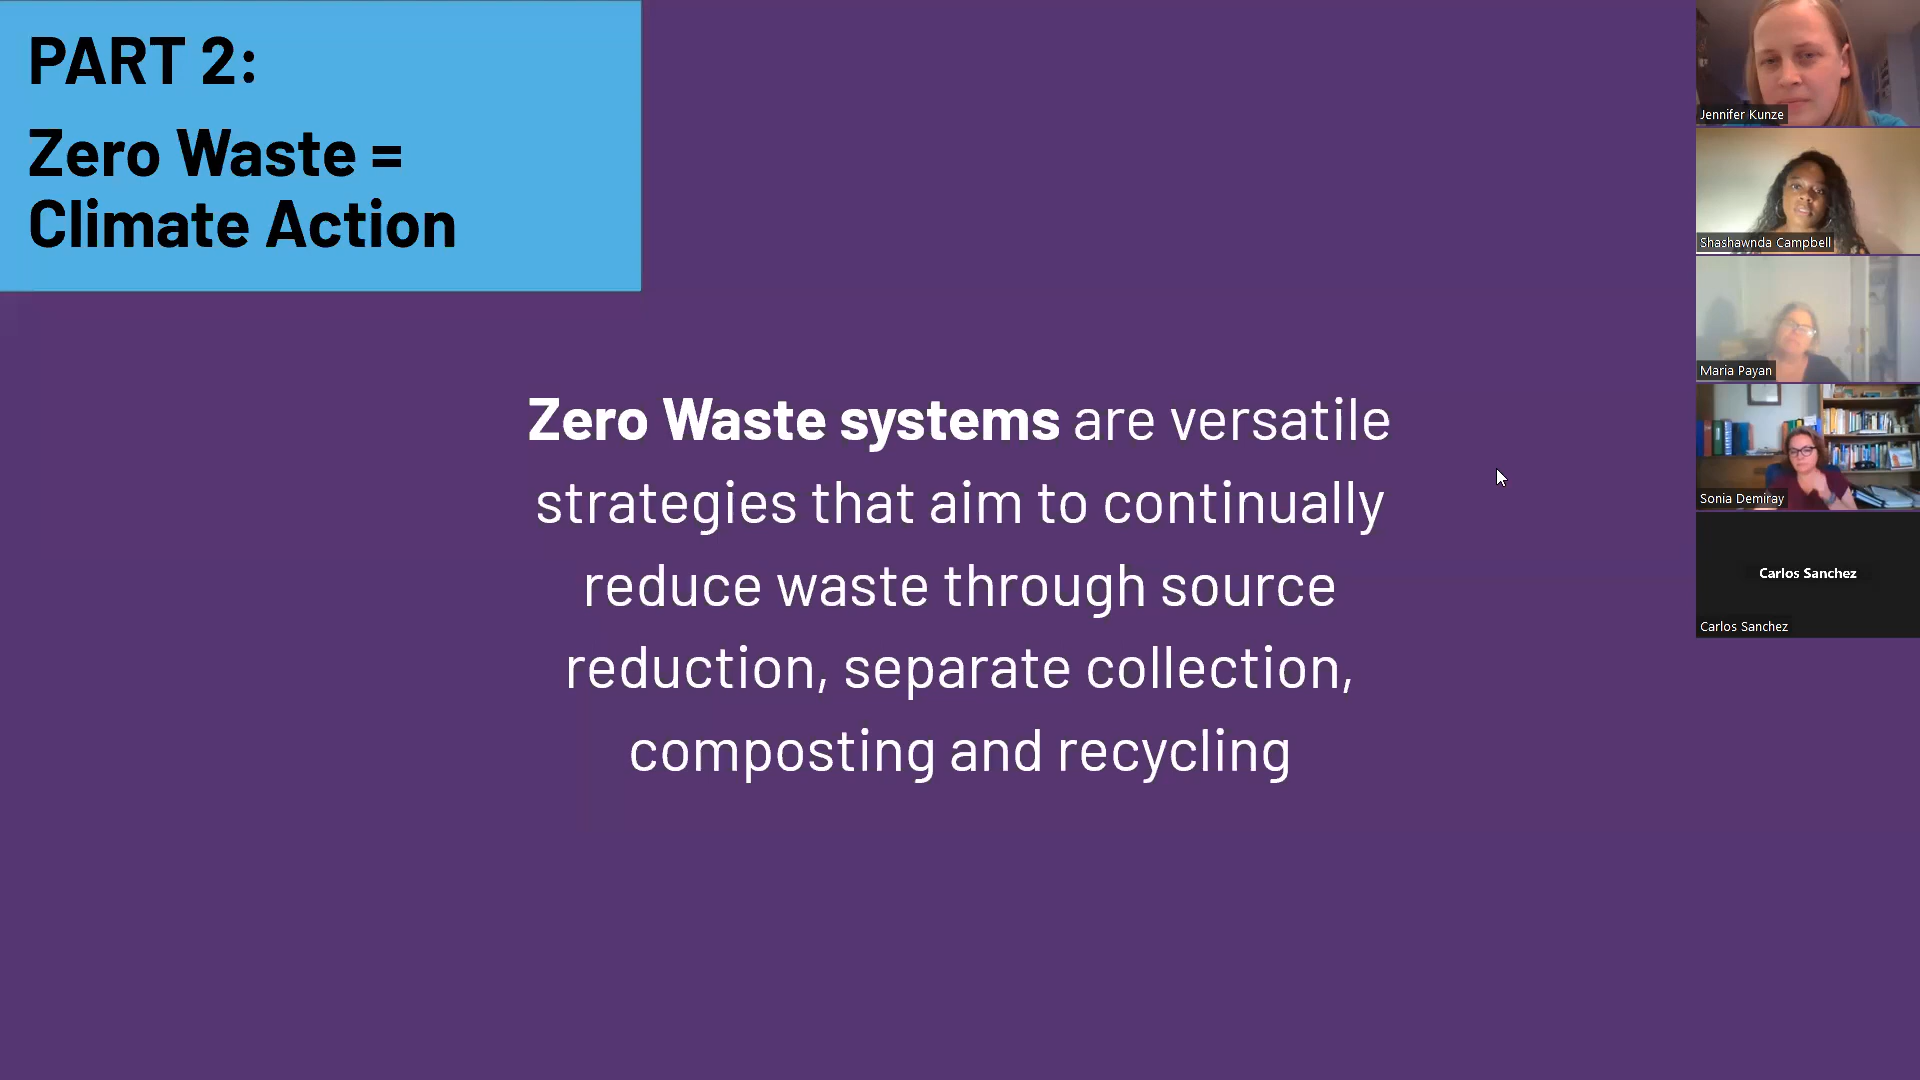 PART 2:
Zero Waste =
Climate Action
Zero Waste systems are versatile
strategies that aim to continually
reduce waste through source
reduction, separate collection,
composting and recycling
Jennifer Kunze
Shashawnda Campbell
Maria Payan
Sonia Demiray
Carlos Sanchez
Carlos Sanchez